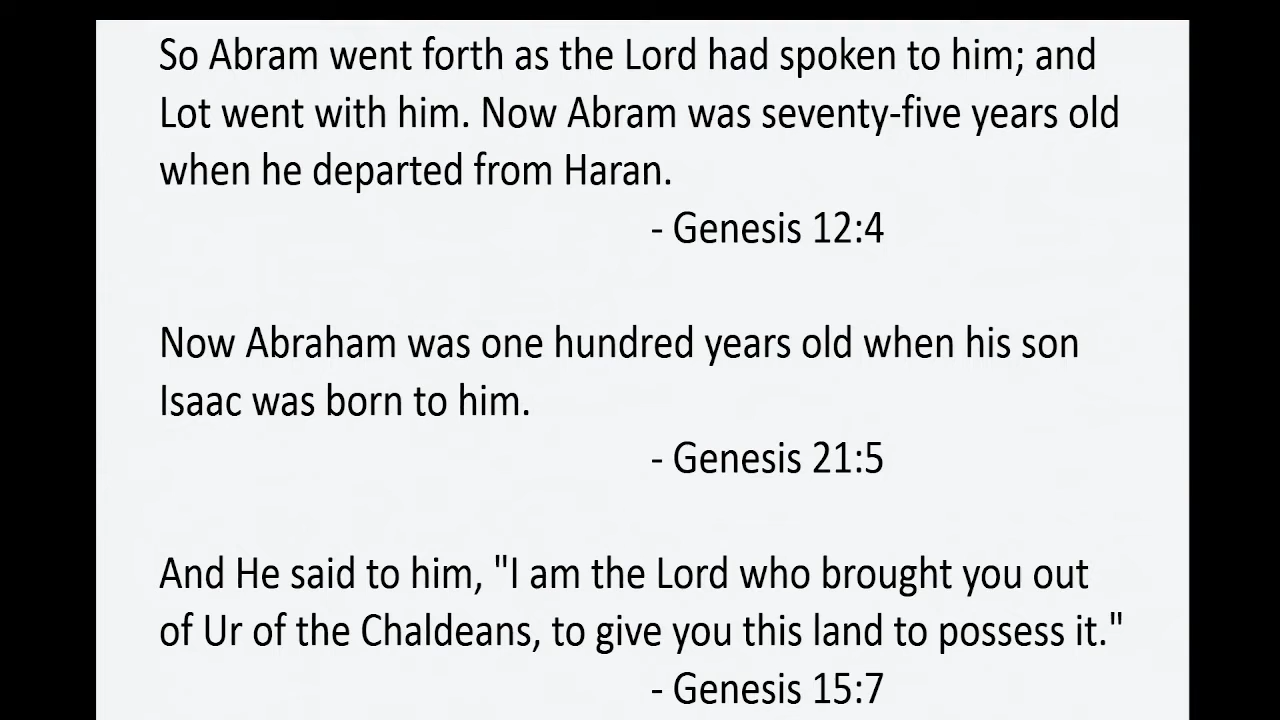 So Abram went forth as the Lord had spoken to him; and
Lot went with him. Now Abram was seventy-five years old
when he departed from Haran.
- Genesis 12:4
Now Abraham was one hundred years old when his son
Isaac was born to him.
- Genesis 21:5
And He said to him, "I am the Lord who brought you out
of Ur of the Chaldeans, to give you this land to possess it."
- Genesis 15:7